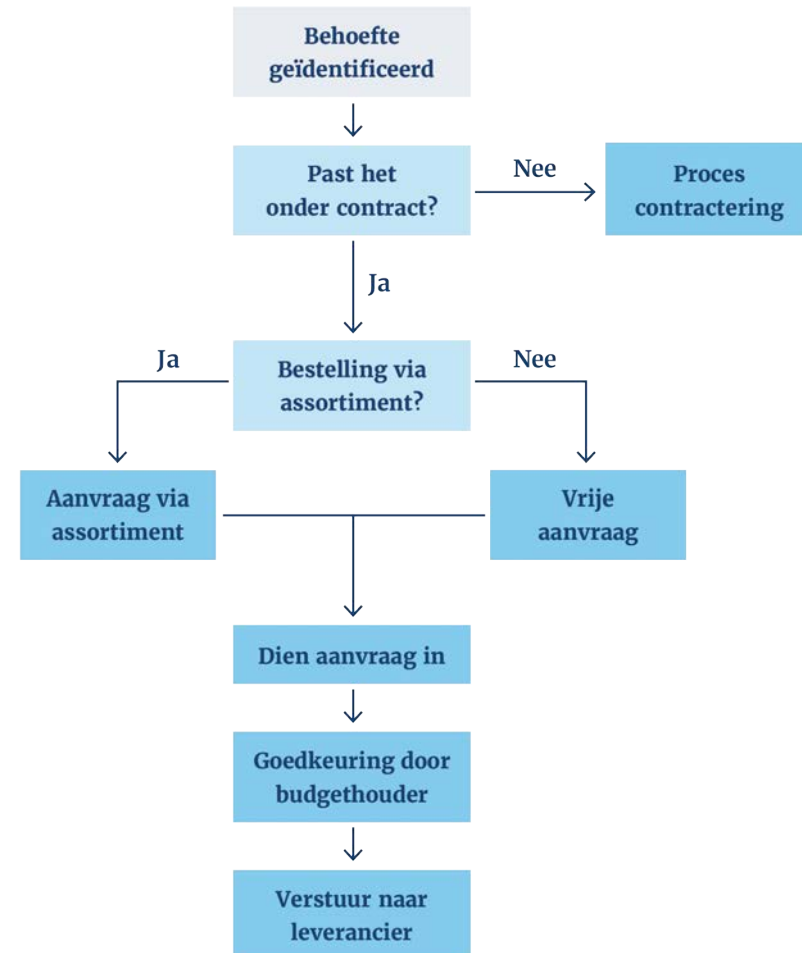 Behoefte
geïdentificeerd
Past het
onder contract?
Nee
Proces
contractering
Ja
Ja
Bestelling via
assortiment?
Nee
Aanvraag via
assortiment
Vrije
aanvraag
Dien aanvraag in
Goedkeuring door
budgethouder
Verstuur naar
leverancier